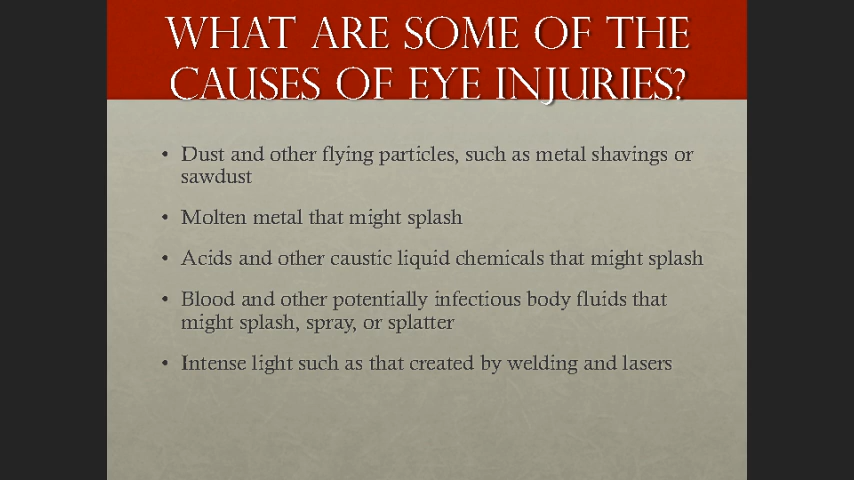 WHAT ARE SOME OF THE
CAUSES OF EYE INJURIES?
• Dust and other flying particles, such as metal shavings or
sawdust
• Molten metal that might splash
• Acids and other caustic liquid chemicals that might splash
• Blood and other potentially infectious body fluids that
might splash, spray, or splatter
• Intense light such as that created by welding and lasers